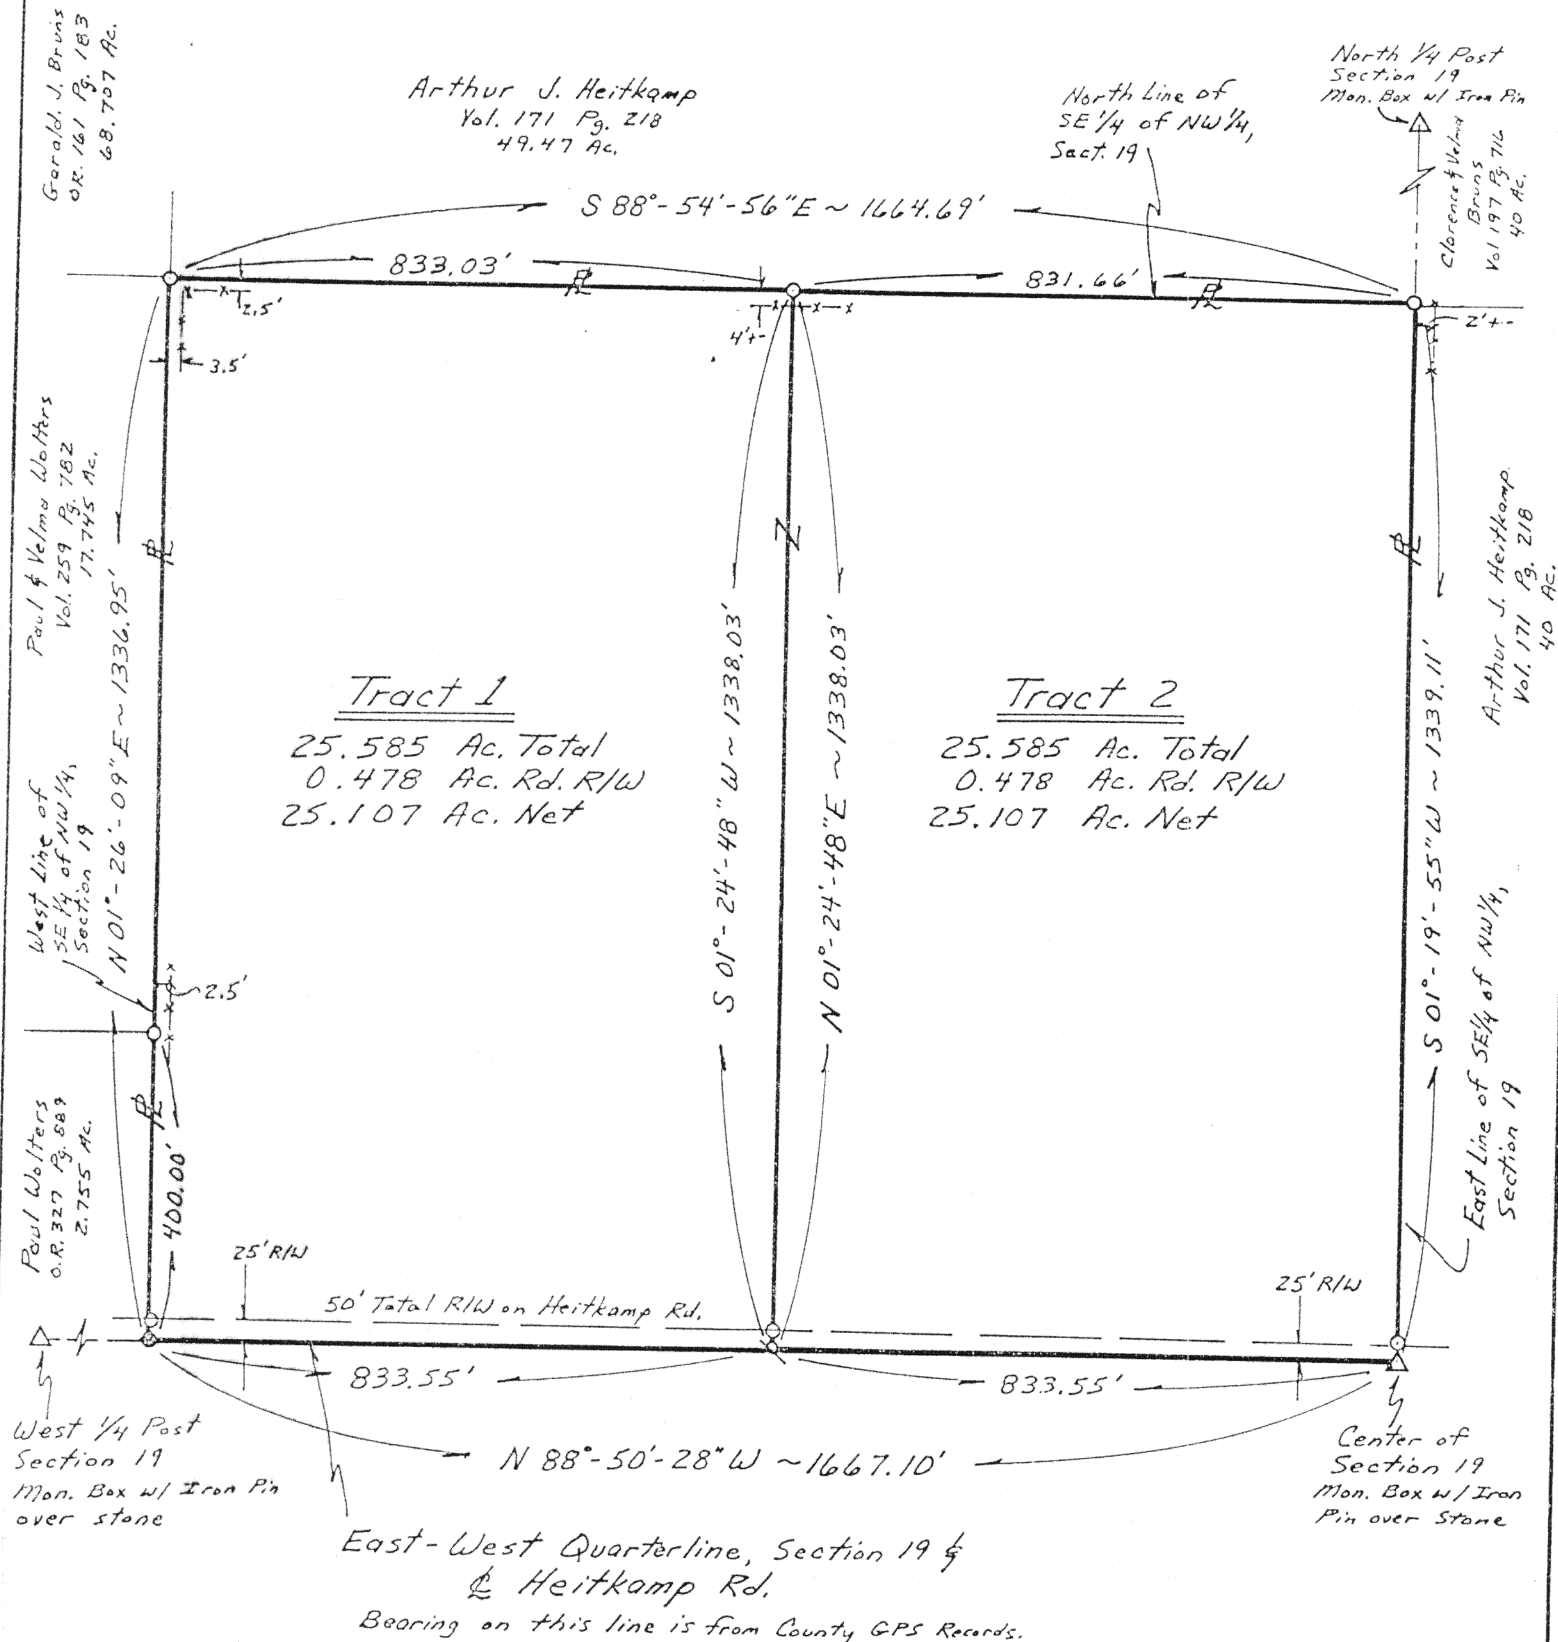 Gerald. J. Bruns
O.R. 161 Pg. 183
68.707 Ac.
Arthur J. Heitkamp
Vol. 171 Pg. 218
49.47 Ac.
North Line of
SE 1/4 of NW 1/4,
Sect. 19
North 1/4 Post
Section 19
Mon. Box w/ Iron Pin
Clarence & Velma
Bruns
Vol 197 Pg. 716
40 Ac.
S 88°-54'-56"E ~ 1664.69'
833.03'
831.66'
2.5'
3.5'
4'+-
2'+-
Paul & Velma Wolters
Vol. 259 Pg. 782
17.745 Ac.
N 01°-26'-09"E ~ 1336.95'
S 01°-24'-48"W ~ 1338.03'
N 01°-24'-48"E ~ 1338.03'
S 01°-19'-55"W ~ 1339.11'
Arthur J. Heitkamp
Vol. 171 Pg. 218
40 Ac.
Tract 1
25.585 Ac. Total
0.478 Ac. Rd. R/W
25.107 Ac. Net
Tract 2
25.585 Ac. Total
0.478 Ac. Rd. R/W
25.107 Ac. Net
West Line of
SE 1/4 of NW 1/4,
Section 19
2.5'
East Line of SE 1/4 of NW 1/4,
Section 19
Paul Wolters
O.R. 327 Pg. 889
2.755 Ac.
400.00'
25' R/W
50' Total R/W on Heitkamp Rd.
25' R/W
833.55'
833.55'
N 88°-50'-28"W ~ 1667.10'
West 1/4 Post
Section 19
Mon. Box w/ Iron Pin
over stone
Center of
Section 19
Mon. Box w/ Iron
Pin over Stone
East-West Quarterline, Section 19 &
℄ Heitkamp Rd.
Bearing on this line is from County GPS Records.